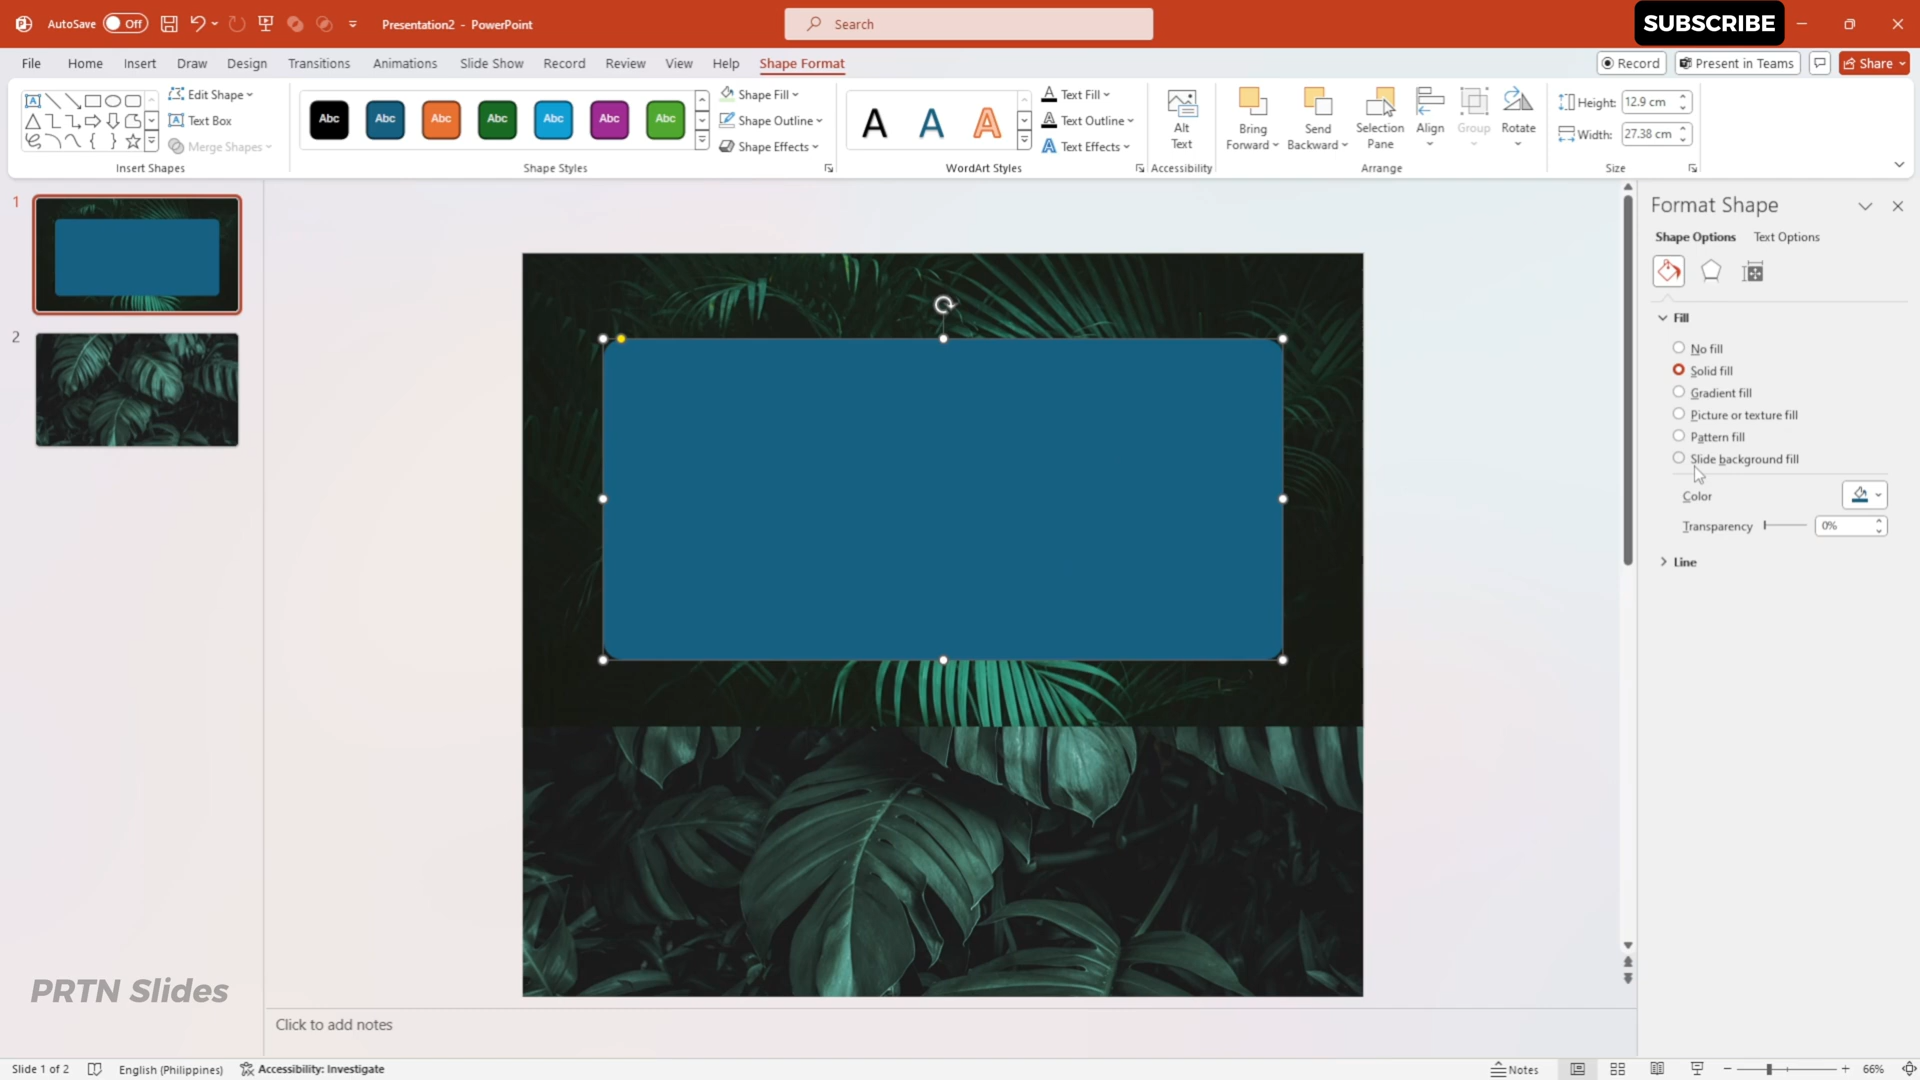 AutoSave Off Presentation2 - PowerPoint Search SUBSCRIBE
File Home Insert Draw Design Transitions Animations Slide Show Record Review View Help Shape Format Record Present in Teams Share
Edit Shape
Text Box
Merge Shapes
Insert Shapes
Abc Abc Abc Abc Abc Abc Abc
Shape Fill
Shape Outline
Shape Effects
Shape Styles
A A A
Text Fill
Text Outline
Text Effects
WordArt Styles
Alt Text
Accessibility
Bring Forward
Send Backward
Selection Pane
Align
Group
Rotate
Arrange
Height: 12.9 cm
Width: 27.38 cm
Size
1
2
Format Shape
Shape Options Text Options
Fill
No fill
Solid fill
Gradient fill
Picture or texture fill
Pattern fill
Slide background fill
Color
Transparency 0%
Line
PRTN Slides
Click to add notes
Slide 1 of 2 English (Philippines) Accessibility: Investigate Notes 66%